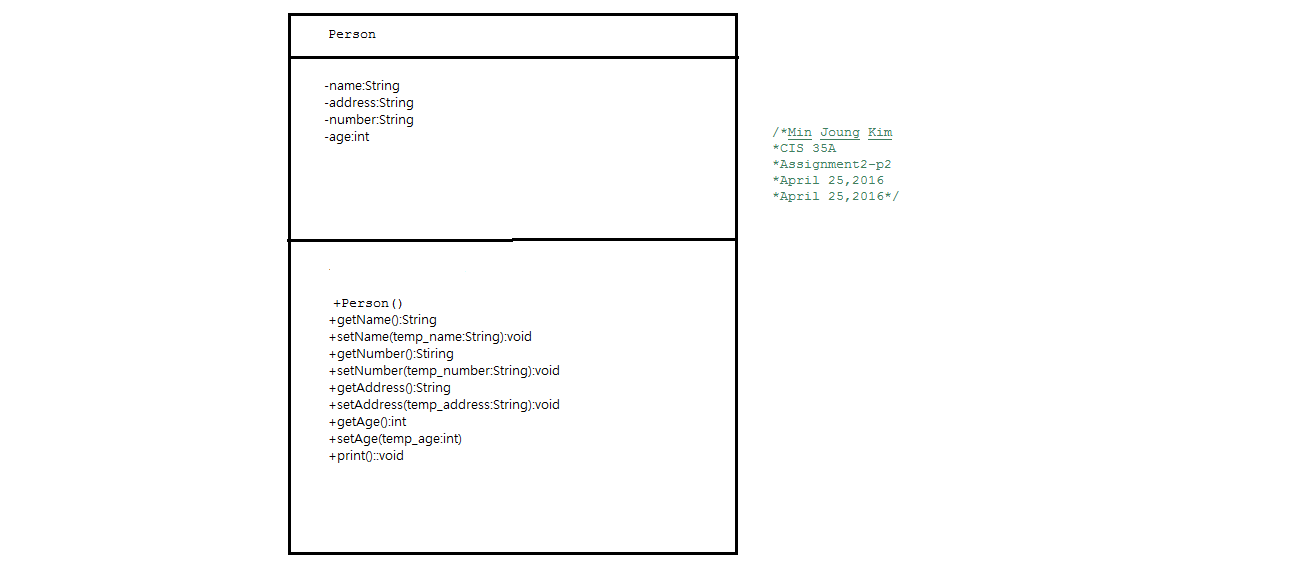 Person
-name:String
-address:String
-number:String
-age:int
/*Min Joung Kim
*CIS 35A
*Assignment2-p2
*April 25,2016
*April 25,2016*/
+Person()
+getName():String
+setName(temp_name:String):void
+getNumber():Stiring
+setNumber(temp_number:String):void
+getAddress():String
+setAddress(temp_address:String):void
+getAge():int
+setAge(temp_age:int)
+print()::void